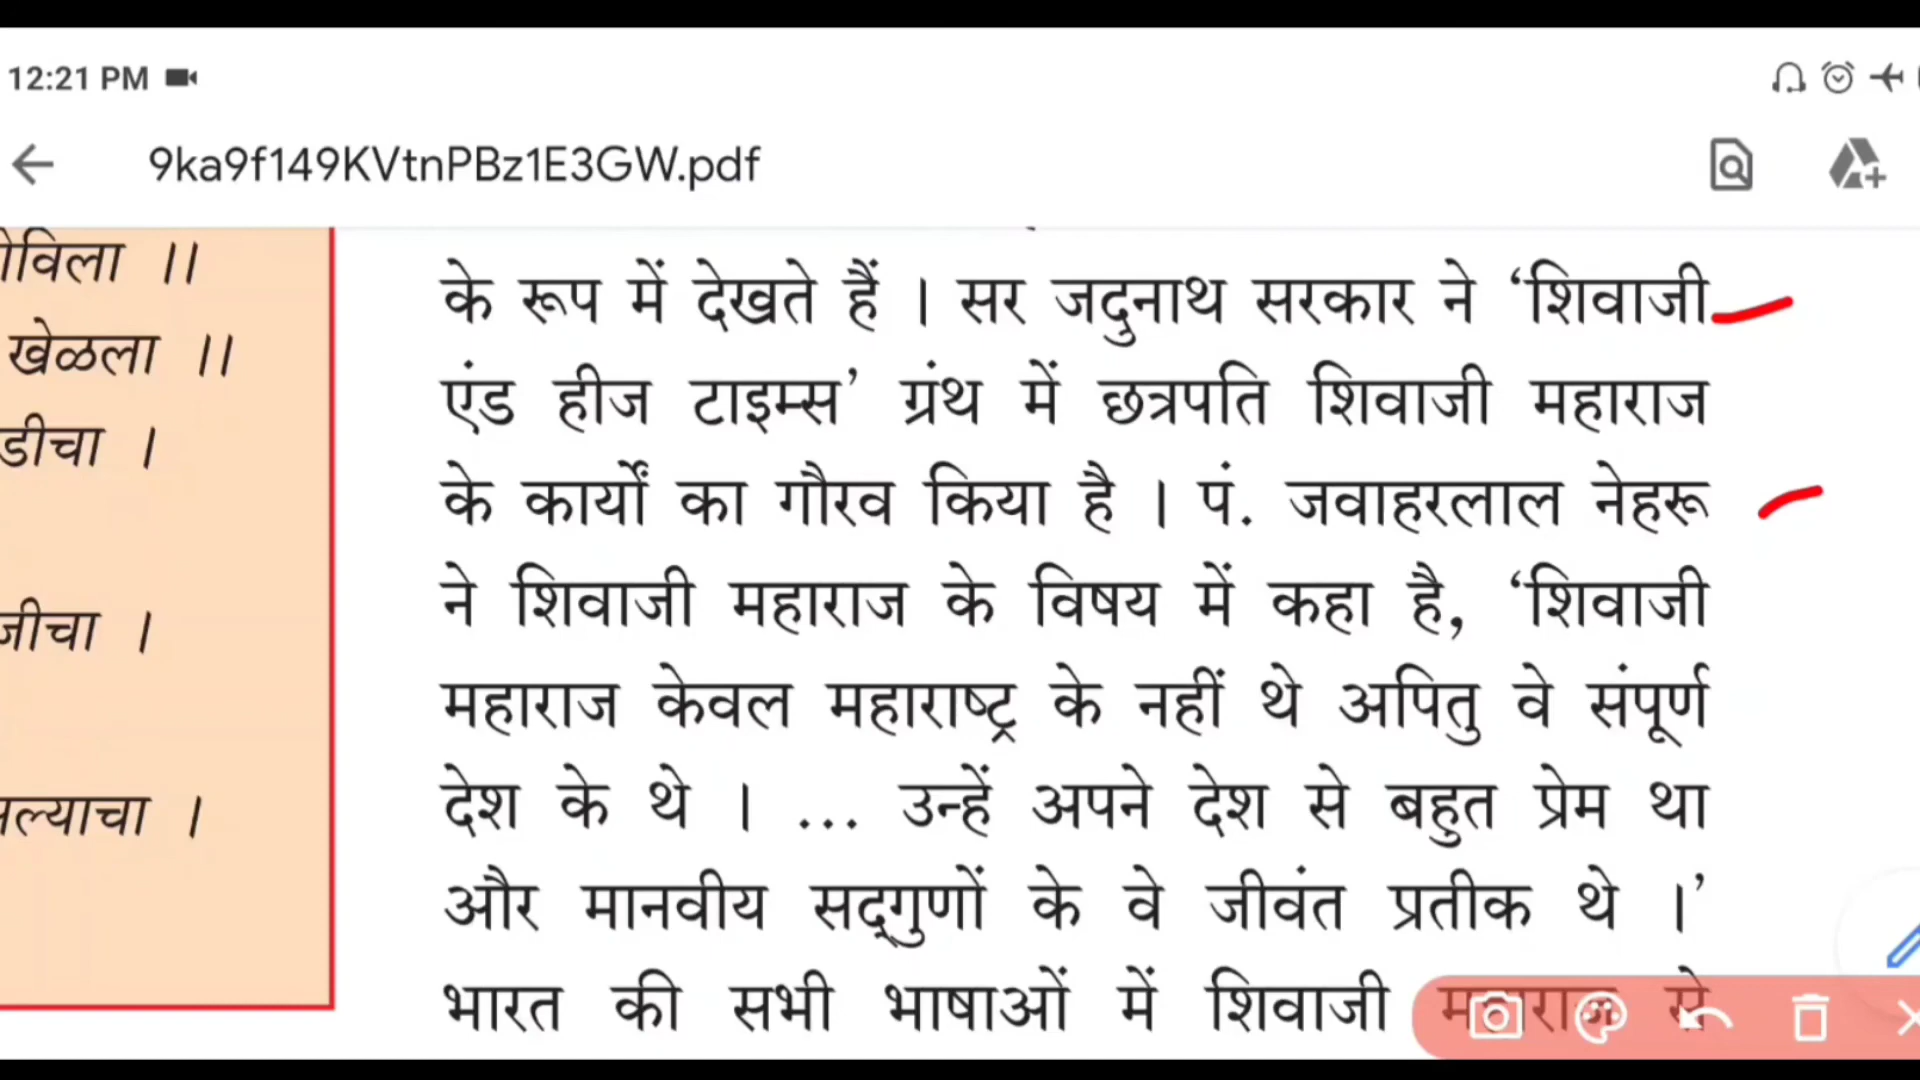 12:21 PM
9ka9f149KVtnPBz1E3GW.pdf
खेळला ।।
के रूप में देखते हैं । सर जदुनाथ सरकार ने ‘शिवाजी
एंड हीज टाइम्स’ ग्रंथ में छत्रपति शिवाजी महाराज
के कार्यों का गौरव किया है । पं. जवाहरलाल नेहरू
ने शिवाजी महाराज के विषय में कहा है, ‘शिवाजी
महाराज केवल महाराष्ट्र के नहीं थे अपितु वे संपूर्ण
देश के थे । ... उन्हें अपने देश से बहुत प्रेम था
और मानवीय सद्‌गुणों के वे जीवंत प्रतीक थे ।’
भारत की सभी भाषाओं में शिवाजी महाराज से